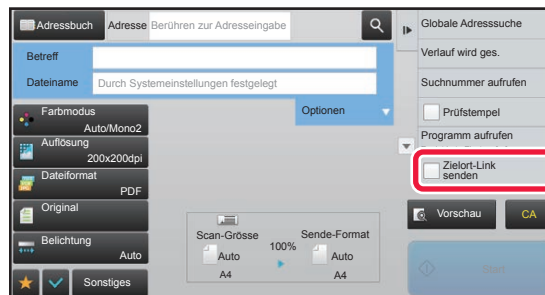 Adressbuch
Adresse
Berühren zur Adresseingabe
Betreff
Dateiname
Durch Systemeinstellungen festgelegt
Farbmodus
Auto/Mono2
Optionen
Auflösung
200x200dpi
Dateiformat
PDF
Original
Belichtung
Auto
Sonstiges
Scan-Grösse
Auto
A4
100%
Sende-Format
Auto
A4
Globale Adresssuche
Verlauf wird ges.
Suchnummer aufrufen
Prüfstempel
Programm aufrufen
Zielort-Link
senden
Vorschau
CA
Start